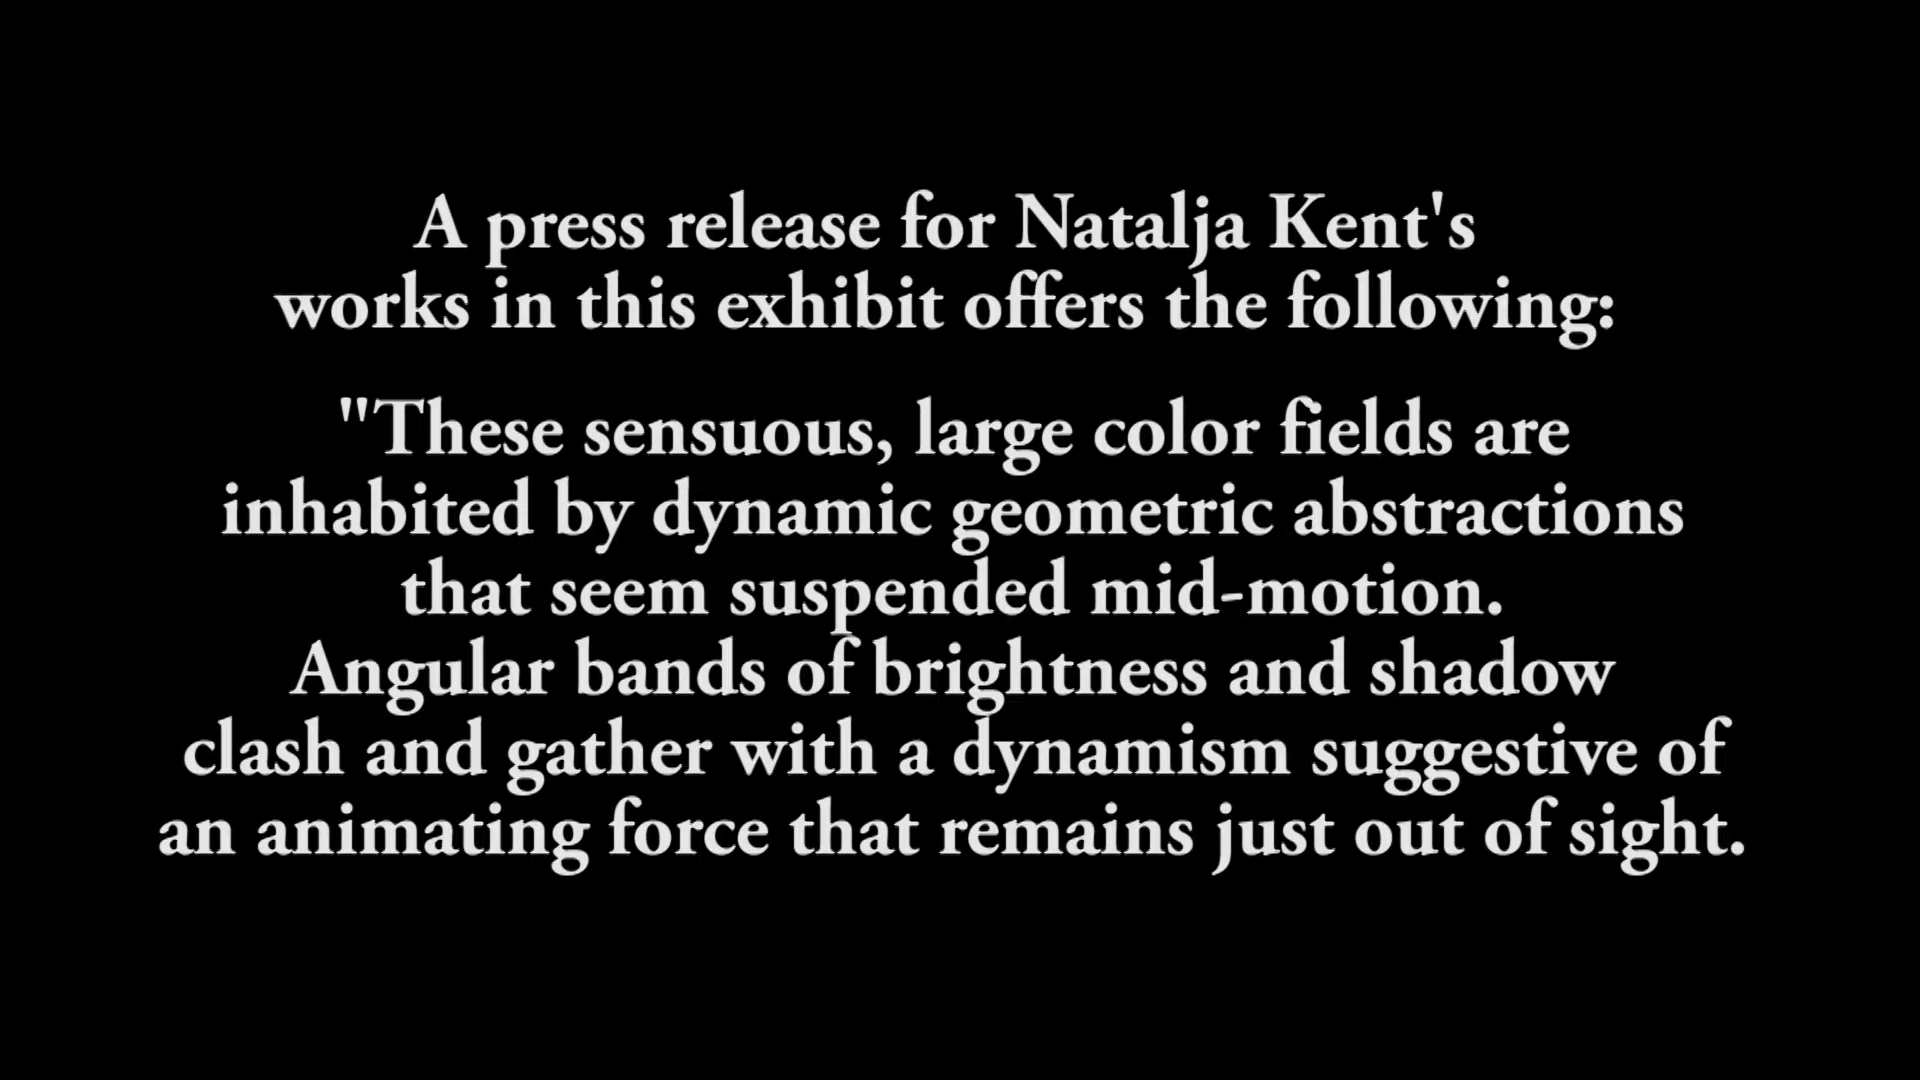 A press release for Natalja Kent's
works in this exhibit offers the following:
"These sensuous, large color fields are
inhabited by dynamic geometric abstractions
that seem suspended mid-motion.
Angular bands of brightness and shadow
clash and gather with a dynamism suggestive of
an animating force that remains just out of sight.